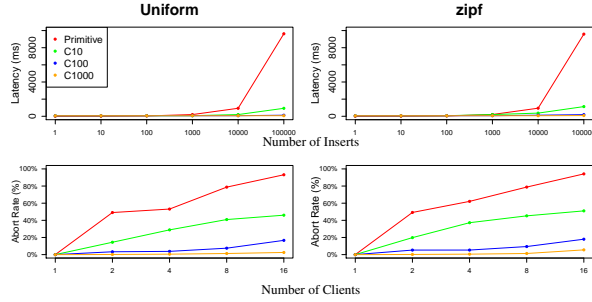 Uniform
zipf
Latency (ms)
0 4000 8000
Primitive
C10
C100
C1000
1 10 100 1000 10000 100000
Latency (ms)
0 4000 8000
1 10 100 1000 10000 100000
Number of Inserts
Number of Inserts
Abort Rate (%)
100%
80%
60%
40%
20%
0%
1 2 4 8 16
Abort Rate (%)
100%
80%
60%
40%
20%
0%
1 2 4 8 16
Number of Clients